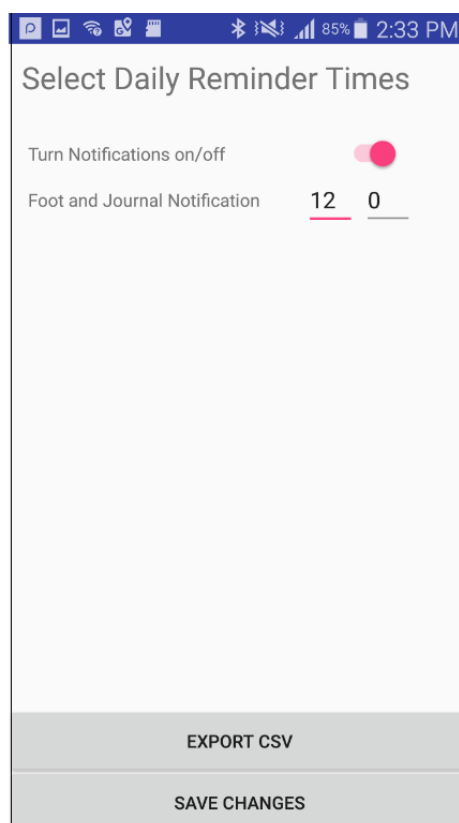 85% 2:33 PM
Select Daily Reminder Times
Turn Notifications on/off
Foot and Journal Notification 12 0
EXPORT CSV
SAVE CHANGES